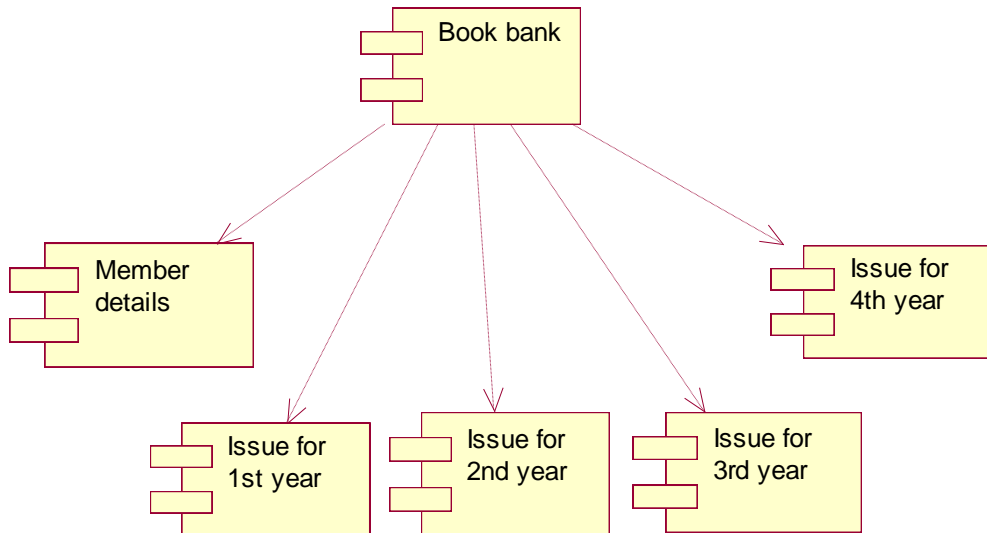 Book bank
Member
details
Issue for
4th year
Issue for
1st year
Issue for
2nd year
Issue for
3rd year